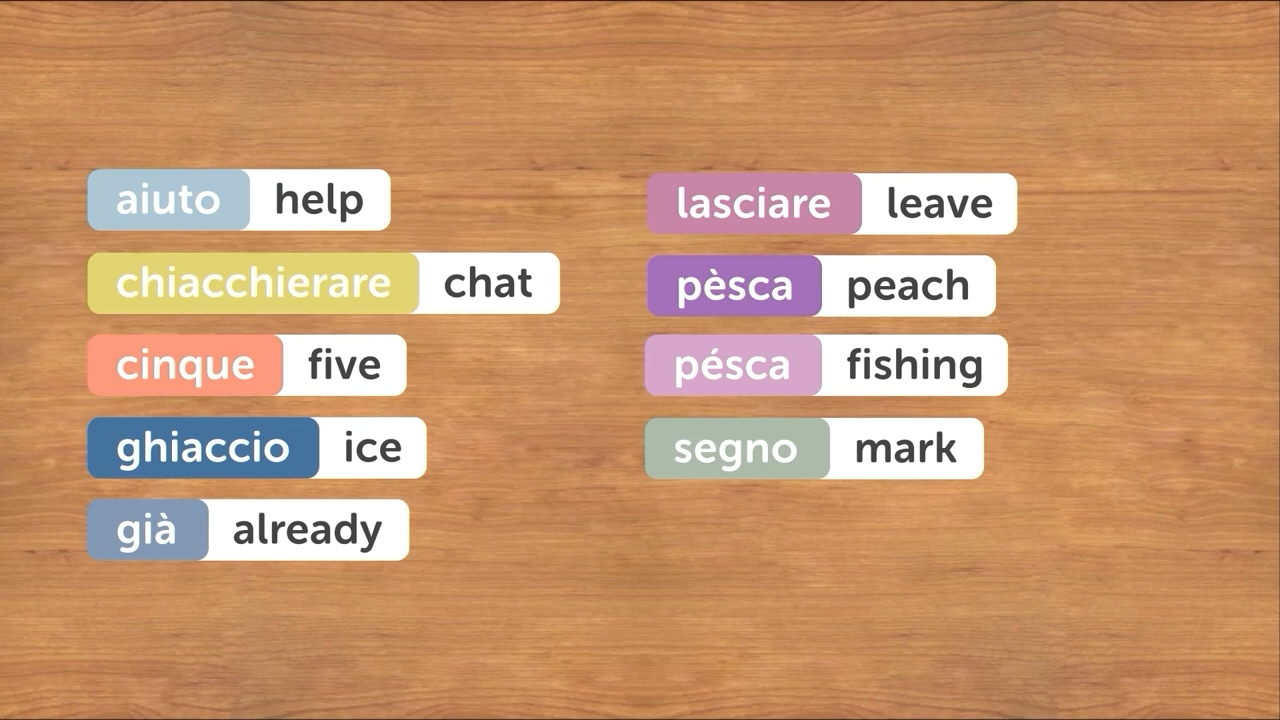 aiuto help
chiacchierare chat
cinque five
ghiaccio ice
già already
lasciare leave
pèsca peach
pésca fishing
segno mark